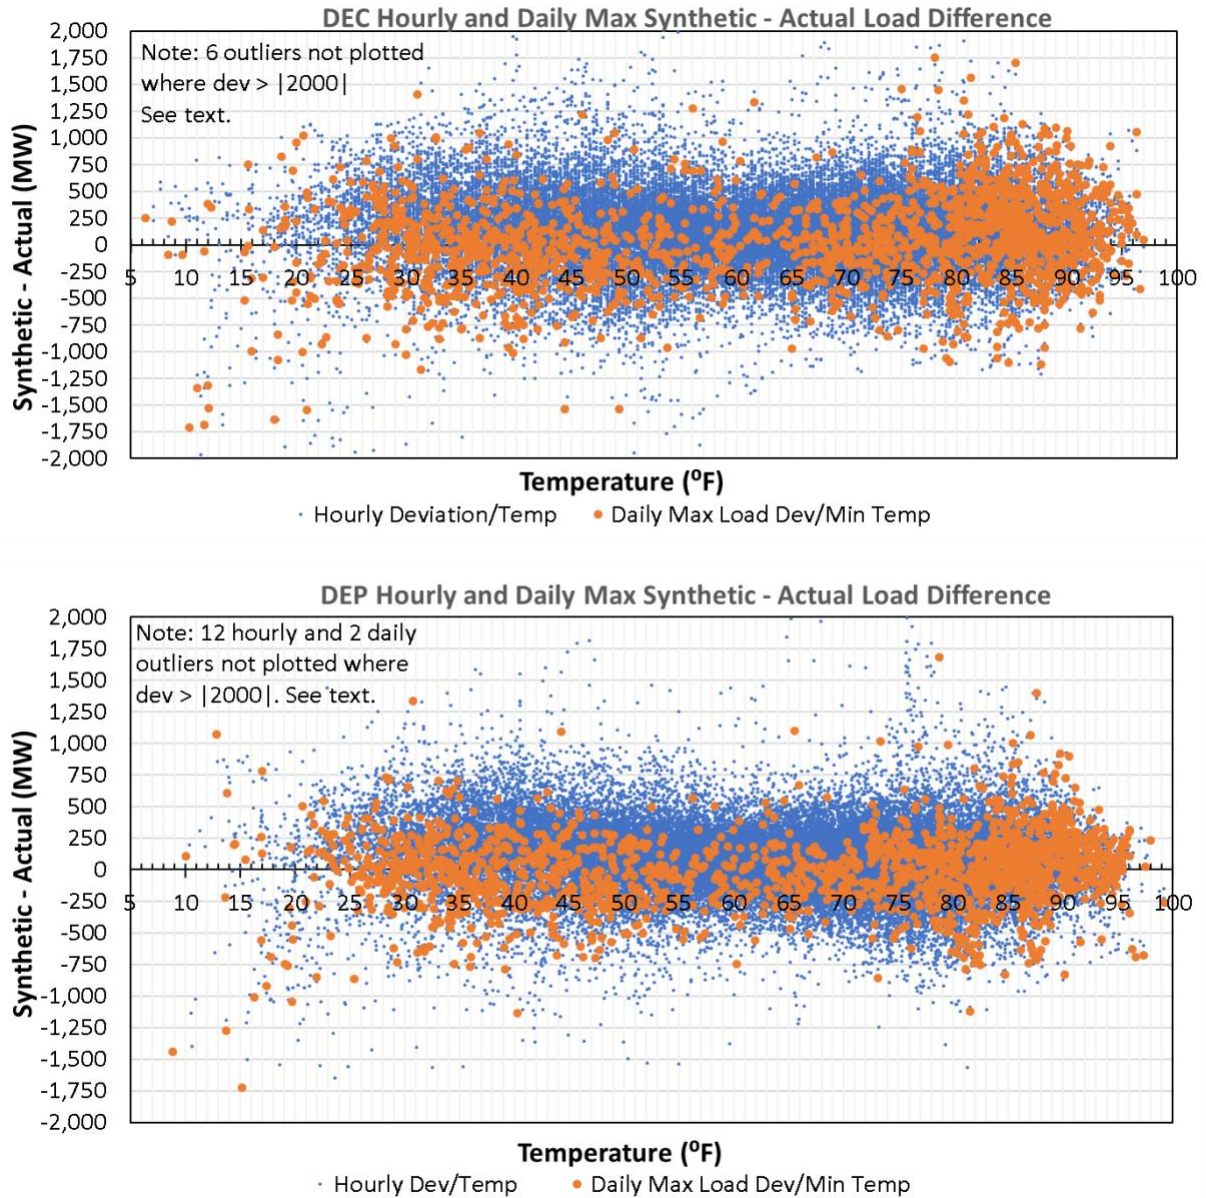 DEC Hourly and Daily Max Synthetic - Actual Load Difference
Note: 6 outliers not plotted
where dev > |2000|
See text.
Synthetic - Actual (MW)
2,000
1,750
1,500
1,250
1,000
750
500
250
0
-250
-500
-750
-1,000
-1,250
-1,500
-1,750
-2,000
5 10 15 20 25 30 35 40 45 50 55 60 65 70 75 80 85 90 95 100
Temperature (⁰F)
Hourly Deviation/Temp Daily Max Load Dev/Min Temp
DEP Hourly and Daily Max Synthetic - Actual Load Difference
Note: 12 hourly and 2 daily
outliers not plotted where
dev > |2000|. See text.
Synthetic - Actual (MW)
2,000
1,750
1,500
1,250
1,000
750
500
250
0
-250
-500
-750
-1,000
-1,250
-1,500
-1,750
-2,000
5 10 15 20 25 30 35 40 45 50 55 60 65 70 75 80 85 90 95 100
Temperature (⁰F)
Hourly Dev/Temp Daily Max Load Dev/Min Temp